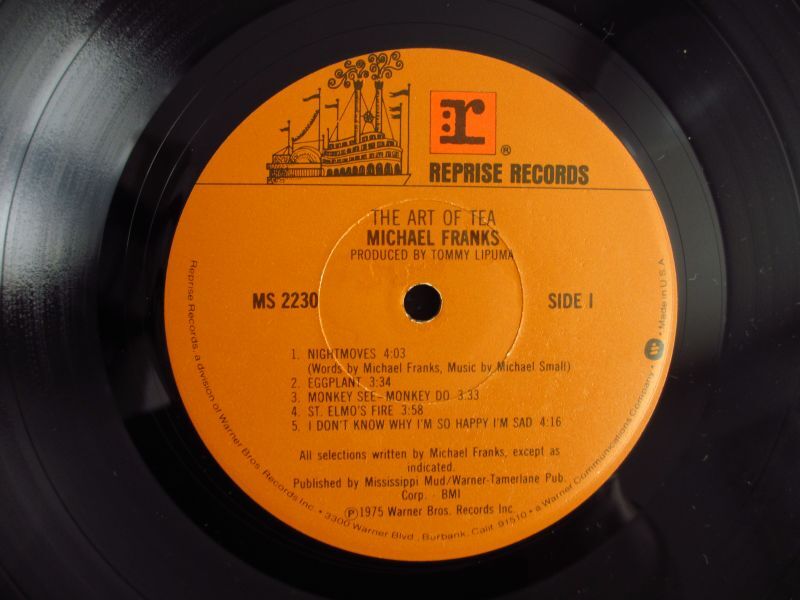 r
®
REPRISE RECORDS
THE ART OF TEA
MICHAEL FRANKS
PRODUCED BY TOMMY LIPUMA
MS 2230
SIDE I
1. NIGHTMOVES 4:03
(Words by Michael Franks, Music by Michael Small)
2. EGGPLANT 3:34
3. MONKEY SEE–MONKEY DO 3:33
4. ST. ELMO'S FIRE 3:58
5. I DON'T KNOW WHY I'M SO HAPPY I'M SAD 4:16
All selections written by Michael Franks, except as
indicated.
Published by Mississippi Mud/Warner-Tamerlane Pub.
Corp. - BMI
℗1975 Warner Bros. Records Inc.
Reprise Records, a division of Warner Bros. Records Inc. • 3300 Warner Blvd., Burbank, Calif. 91510 • a Warner Communications Company • W • Made in U.S.A.